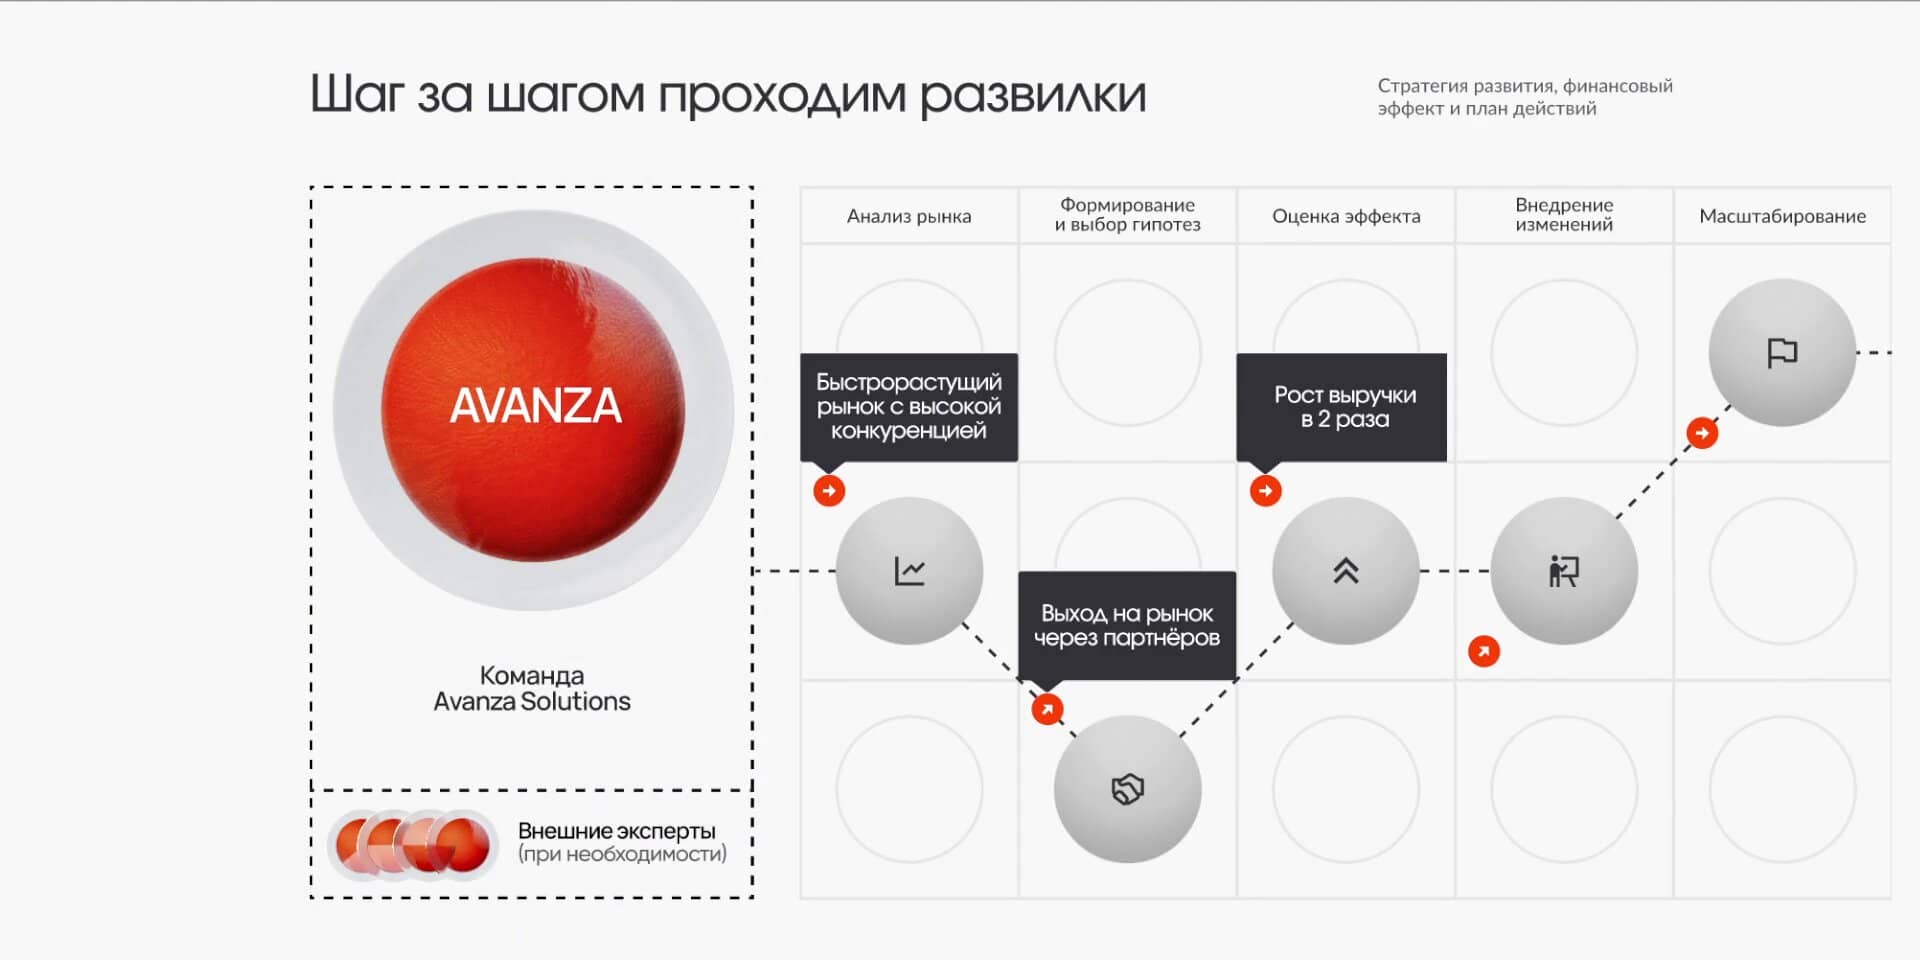 Шаг за шагом проходим развилки
Стратегия развития, финансовый
эффект и план действий
AVANZA
Команда
Avanza Solutions
Внешние эксперты
(при необходимости)
Анализ рынка
Формирование
и выбор гипотез
Оценка эффекта
Внедрение
изменений
Масштабирование
Быстрорастущий
рынок с высокой
конкуренцией
Рост выручки
в 2 раза
Выход на рынок
через партнёров